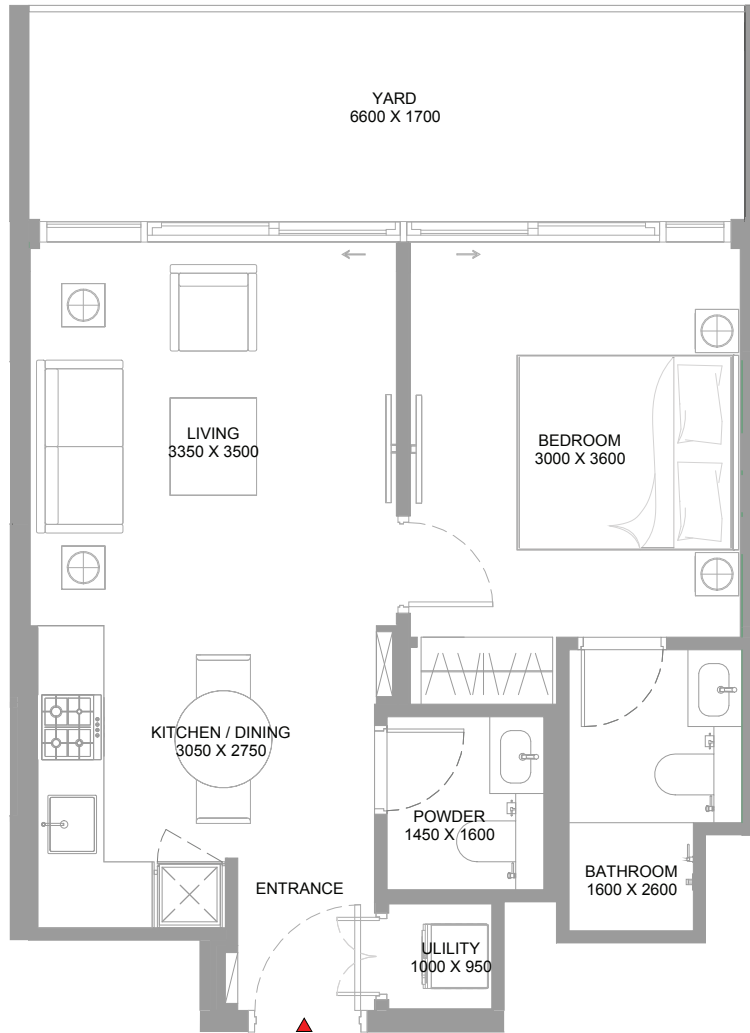 YARD
6600 X 1700
LIVING
3350 X 3500
BEDROOM
3000 X 3600
KITCHEN / DINING
3050 X 2750
POWDER
1450 X 1600
BATHROOM
1600 X 2600
ENTRANCE
ULILITY
1000 X 950